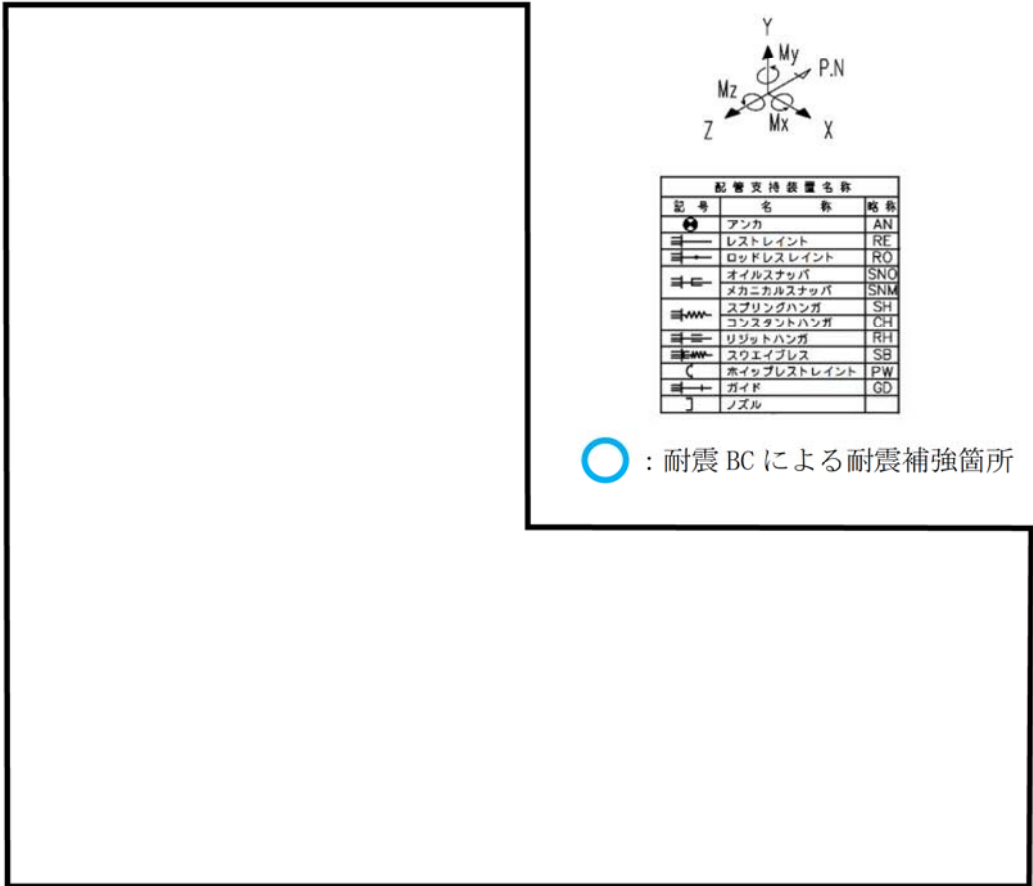 Y
My
P.N
Mz
Z
Mx
X
配管支持装置名称
記号 名称 略称
アンカ AN
レストレイント RE
ロッドレスレイント RO
オイルスナッバ SNO
メカニカルスナッバ SNM
スプリングハンガ SH
コンスタントハンガ CH
リジットハンガ RH
スウエイブレス SB
ホイップレストレイント PW
ガイド GD
ノズル
：耐震 BC による耐震補強箇所